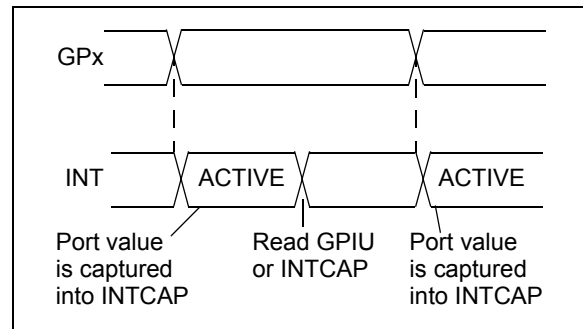 GPx
INT
ACTIVE
ACTIVE
Port value
is captured
into INTCAP
Read GPIU
or INTCAP
Port value
is captured
into INTCAP